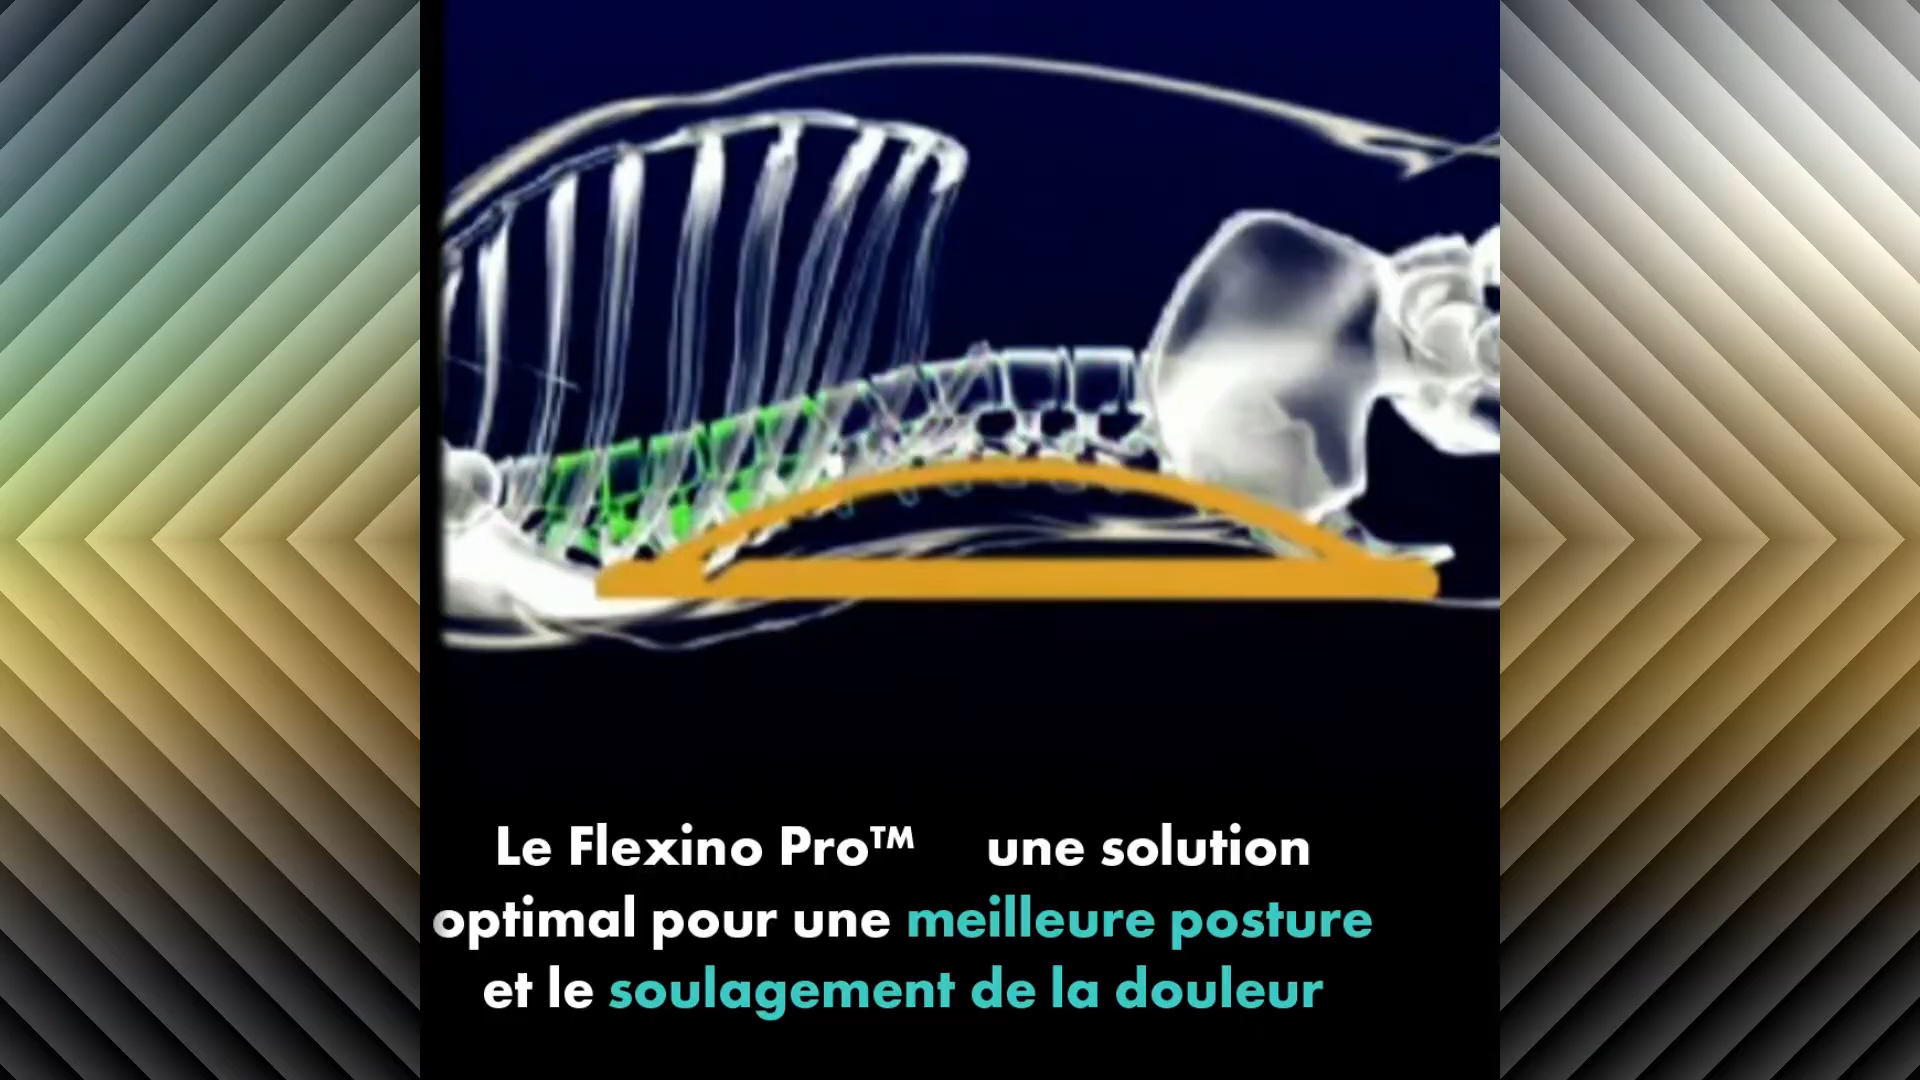 Le Flexino Pro™ une solution
optimal pour une meilleure posture
et le soulagement de la douleur